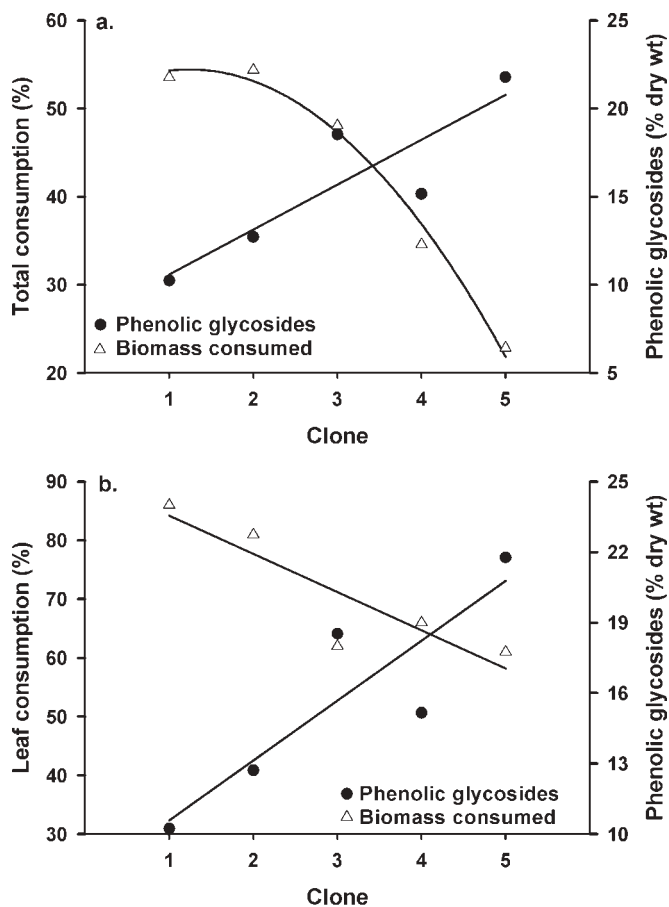 a.
Total consumption (%)
60
50
40
30
20
Phenolic glycosides (% dry wt)
25
20
15
10
5
Phenolic glycosides
Biomass consumed
1 2 3 4 5
Clone
b.
Leaf consumption (%)
90
80
70
60
50
40
30
Phenolic glycosides (% dry wt)
25
22
19
16
13
10
Phenolic glycosides
Biomass consumed
1 2 3 4 5
Clone